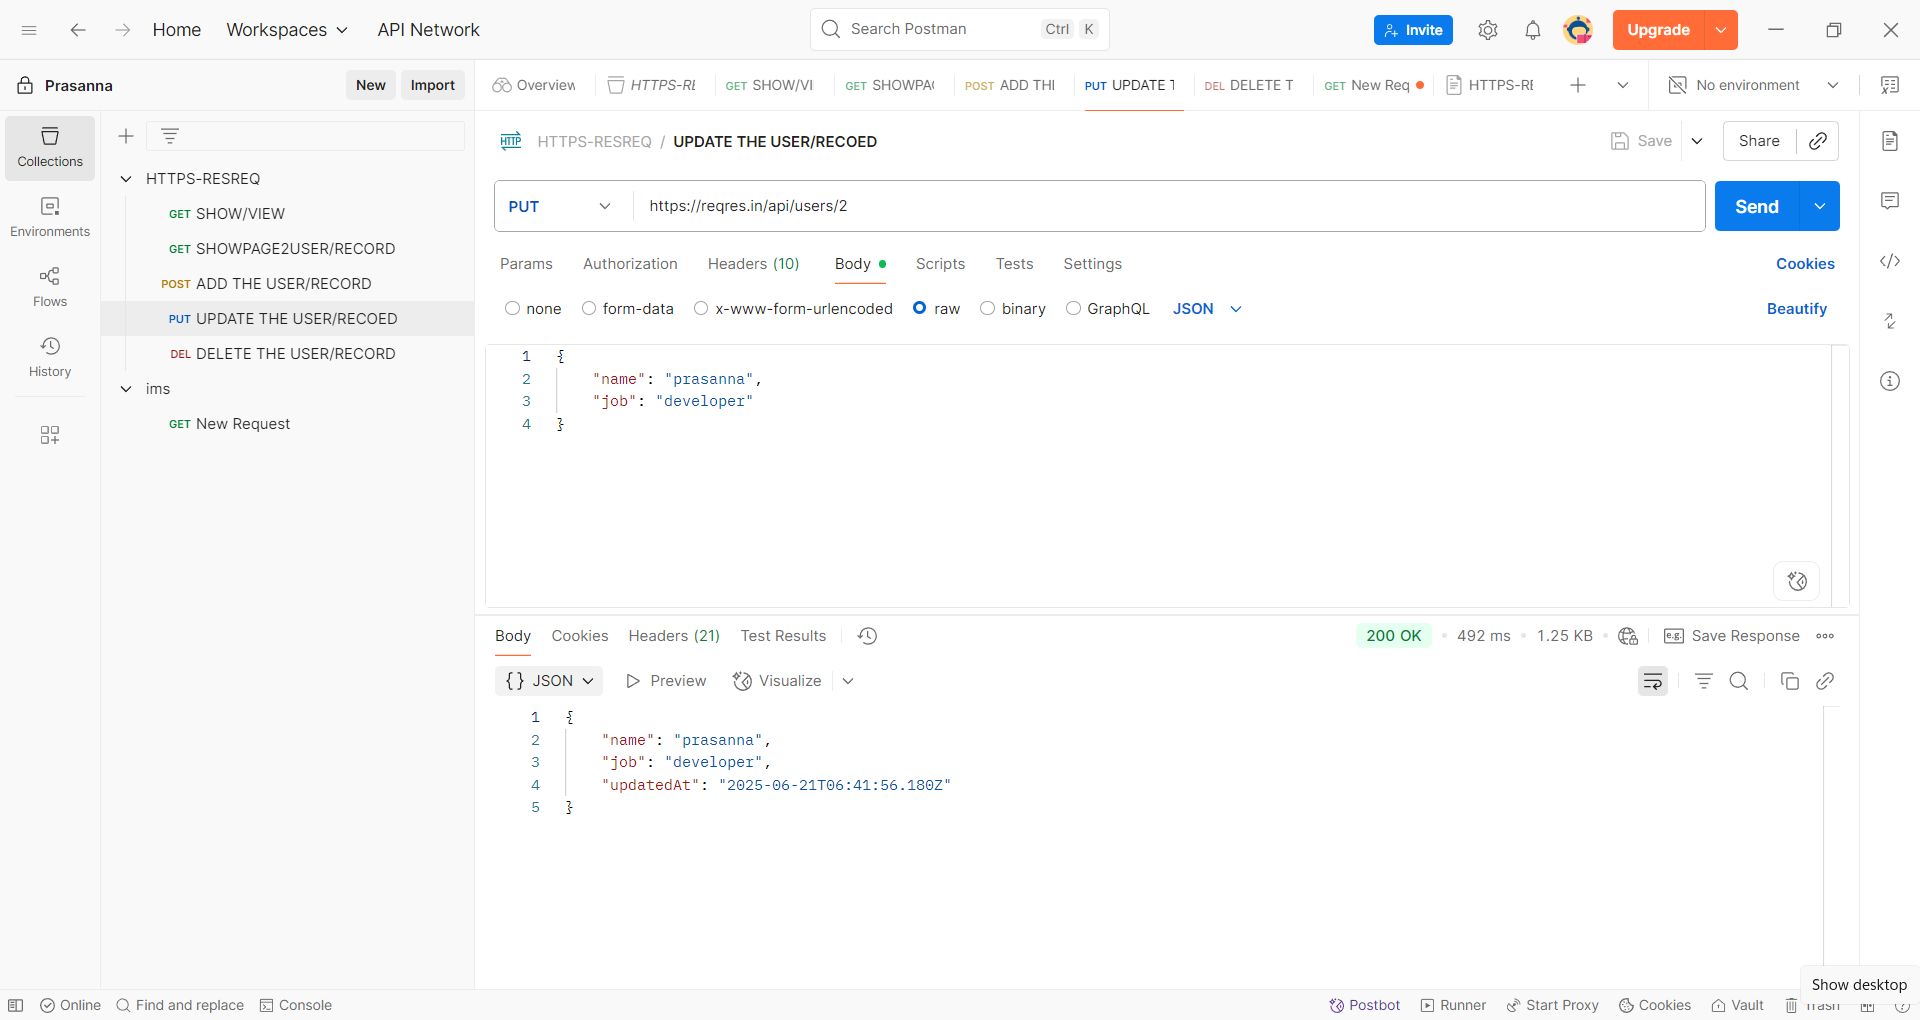 Home
Workspaces
API Network
Search Postman
Ctrl
K
Invite
Upgrade
Prasanna
New
Import
Overview
HTTPS-RE
GET SHOW/VI
GET SHOWPA
POST ADD THI
PUT UPDATE T
DEL DELETE T
GET New Req
HTTPS-RE
No environment
Collections
Environments
Flows
History
HTTPS-RESREQ
GET SHOW/VIEW
GET SHOWPAGE2USER/RECORD
POST ADD THE USER/RECORD
PUT UPDATE THE USER/RECOED
DEL DELETE THE USER/RECORD
ims
GET New Request
HTTP
HTTPS-RESREQ / UPDATE THE USER/RECOED
Save
Share
PUT
https://reqres.in/api/users/2
Send
Params
Authorization
Headers (10)
Body
Scripts
Tests
Settings
Cookies
none
form-data
x-www-form-urlencoded
raw
binary
GraphQL
JSON
Beautify
1 {
2 "name": "prasanna",
3 "job": "developer"
4 }
Body
Cookies
Headers (21)
Test Results
200 OK
492 ms
1.25 KB
e.g.
Save Response
{} JSON
Preview
Visualize
1 {
2 "name": "prasanna",
3 "job": "developer",
4 "updatedAt": "2025-06-21T06:41:56.180Z"
5 }
Show desktop
Online
Find and replace
Console
Postbot
Runner
Start Proxy
Cookies
Vault
Trash